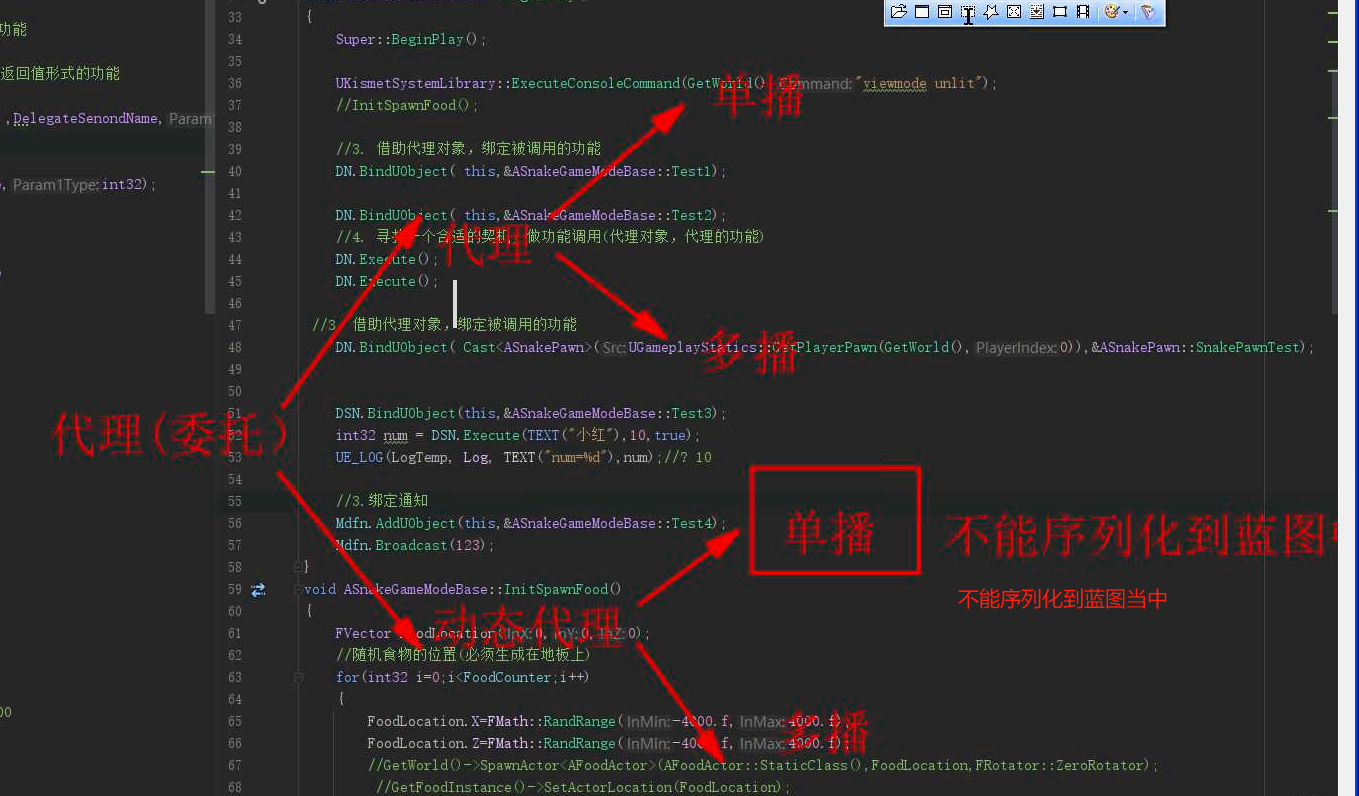 功能
返回值形式的功能
,DelegateSenondName, Param
, Param1Type: int32);
00
33 {
34 Super::BeginPlay();
35
36 UKismetSystemLibrary::ExecuteConsoleCommand(GetWorld() Command: "viewmode unlit");
37 //InitSpawnFood();
38
39 //3. 借助代理对象，绑定被调用的功能
40 DN.BindUObject( this,&ASnakeGameModeBase::Test1);
41
42 DN.BindUObject( this,&ASnakeGameModeBase::Test2);
43 //4. 寻找一个合适的契机，做功能调用(代理对象，代理的功能)
44 DN.Execute();
45 DN.Execute();
46
47 //3. 借助代理对象，绑定被调用的功能
48 DN.BindUObject( Cast<ASnakePawn>( Src: UGameplayStatics::GetPlayerPawn(GetWorld(), PlayerIndex: 0)),&ASnakePawn::SnakePawnTest);
49
50
51 DSN.BindUObject(this,&ASnakeGameModeBase::Test3);
52 int32 num = DSN.Execute(TEXT("小红"),10,true);
53 UE_LOG(LogTemp, Log, TEXT("num=%d"),num);//? 10
54
55 //3.绑定通知
56 Mdfn.AddUObject(this,&ASnakeGameModeBase::Test4);
57 Mdfn.Broadcast(123);
58 }
59 void ASnakeGameModeBase::InitSpawnFood()
60 {
61 FVector FoodLocation( InX: 0, InY: 0, InZ: 0);
62 //随机食物的位置(必须生成在地板上)
63 for(int32 i=0;i<FoodCounter;i++)
64 {
65 FoodLocation.X=FMath::RandRange( InMin: -4000.f, InMax: 4000.f);
66 FoodLocation.Z=FMath::RandRange( InMin: -4000.f, InMax: 4000.f);
67 //GetWorld()->SpawnActor<AFoodActor>(AFoodActor::StaticClass(),FoodLocation,FRotator::ZeroRotator);
68 //GetFoodInstance()->SetActorLocation(FoodLocation);
单播
代理
多播
代理(委托)
单播
不能序列化到蓝图
不能序列化到蓝图当中
动态代理
多播